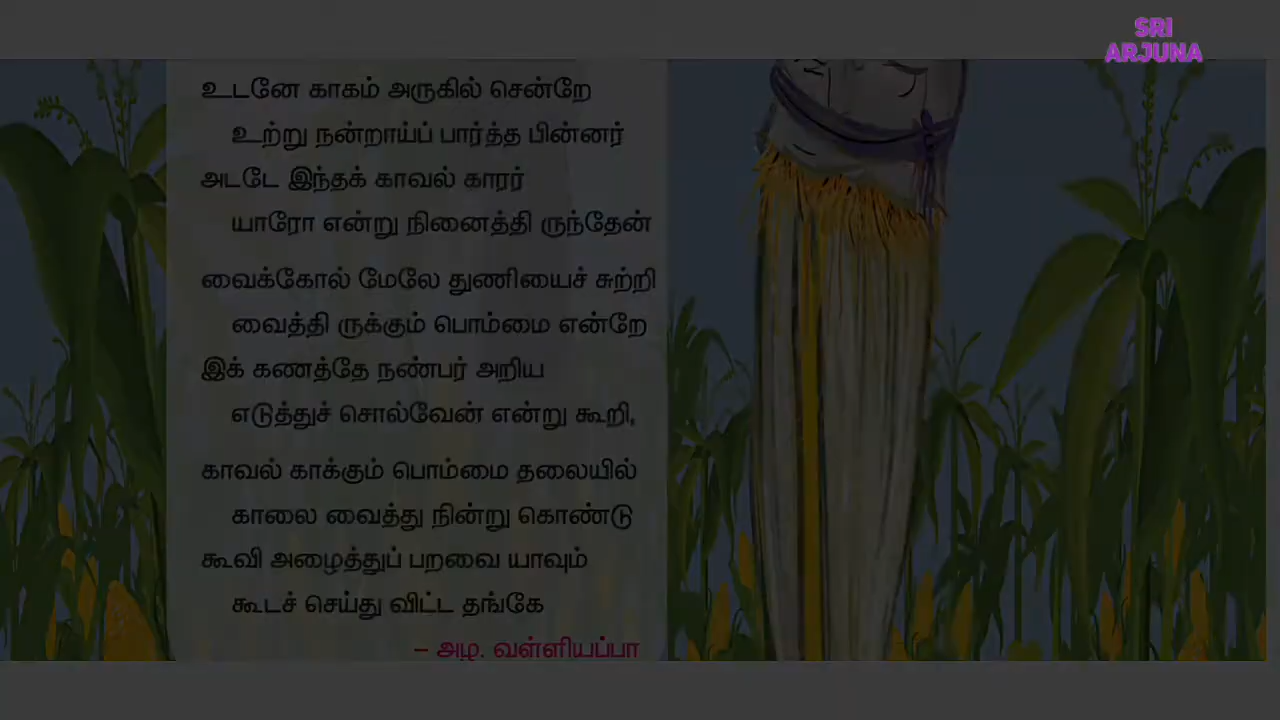 SRI
ARJUNA
உடனே காகம் அருகில் சென்றே
உற்று நன்றாய்ப் பார்த்த பின்னர்
அடடே இந்தக் காவல் காரர்
யாரோ என்று நினைத்தி ருந்தேன்
வைக்கோல் மேலே துணியைச் சுற்றி
வைத்தி ருக்கும் பொம்மை என்றே
இக் கணத்தே நண்பர் அறிய
எடுத்துச் சொல்வேன் என்று கூறி,
காவல் காக்கும் பொம்மை தலையில்
காலை வைத்து நின்று கொண்டு
கூவி அழைத்துப் பறவை யாவும்
கூடச் செய்து விட்ட தங்கே
– அழ. வள்ளியப்பா